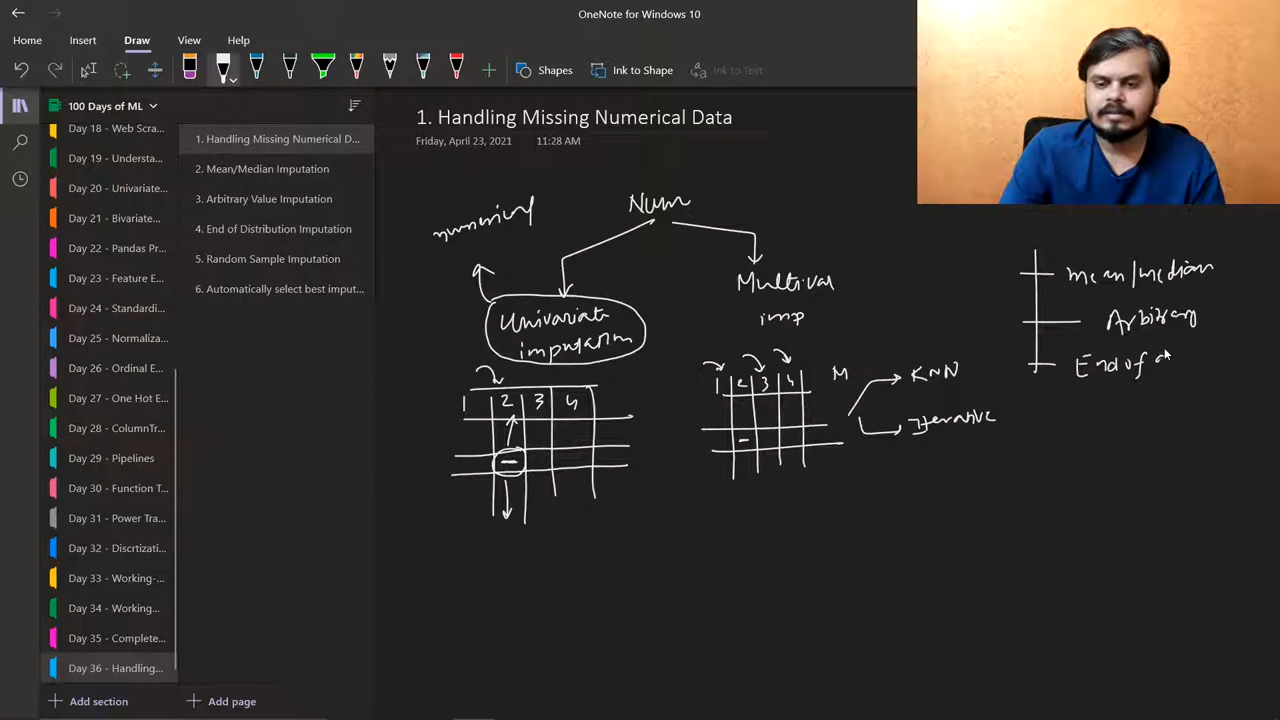 OneNote for Windows 10
Home Insert Draw View Help
Shapes Ink to Shape Ink to Text
100 Days of ML
Day 18 - Web Scra...
Day 19 - Understa...
Day 20 - Univariate...
Day 21 - Bivariate...
Day 22 - Pandas Pr...
Day 23 - Feature E...
Day 24 - Standardi...
Day 25 - Normaliza...
Day 26 - Ordinal E...
Day 27 - One Hot E...
Day 28 - ColumnTr...
Day 29 - Pipelines
Day 30 - Function T...
Day 31 - Power Tra...
Day 32 - Discrtizati...
Day 33 - Working-...
Day 34 - Working...
Day 35 - Complete...
Day 36 - Handling...
Add section
1. Handling Missing Numerical D...
2. Mean/Median Imputation
3. Arbitrary Value Imputation
4. End of Distribution Imputation
5. Random Sample Imputation
6. Automatically select best imput...
Add page
1. Handling Missing Numerical Data
Friday, April 23, 2021 11:28 AM
numerical
Num
Univariate
imputation
1 2 3 4
Multivai
imp
1 2 3 4
M
KNN
Iterative
mean/median
Arbitrary
End of d